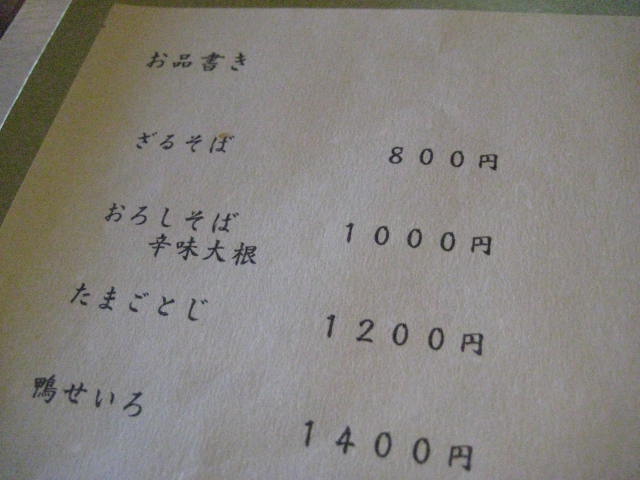 お品書き
ざるそば ８００円
おろしそば １０００円
辛味大根
たまごとじ １２００円
鴨せいろ １４００円